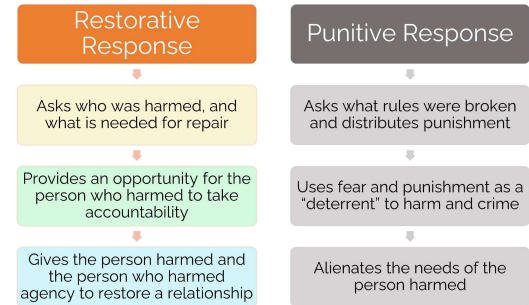 Restorative
Response
Asks who was harmed, and
what is needed for repair
Provides an opportunity for the
person who harmed to take
accountability
Gives the person harmed and
the person who harmed
agency to restore a relationship
Punitive Response
Asks what rules were broken
and distributes punishment
Uses fear and punishment as a
“deterrent” to harm and crime
Alienates the needs of the
person harmed